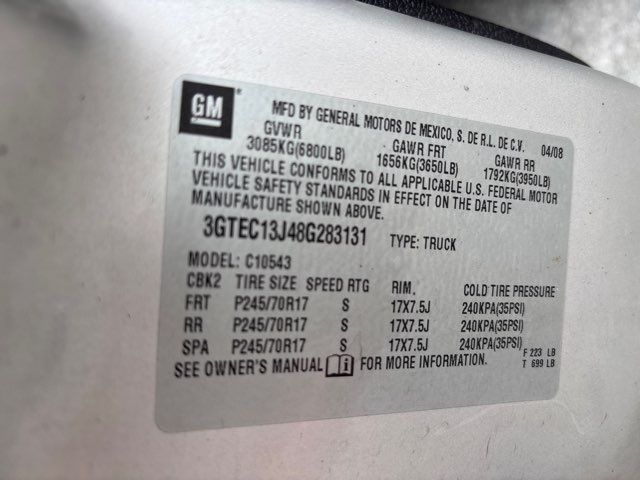 GM
MFD BY GENERAL MOTORS DE MEXICO, S. DE R.L. DE C.V. 04/08
GVWR GAWR FRT GAWR RR
3085KG(6800LB) 1656KG(3650LB) 1792KG(3950LB)
THIS VEHICLE CONFORMS TO ALL APPLICABLE U.S. FEDERAL MOTOR
VEHICLE SAFETY STANDARDS IN EFFECT ON THE DATE OF
MANUFACTURE SHOWN ABOVE.
3GTEC13J48G283131 TYPE: TRUCK
MODEL: C10543
CBK2 TIRE SIZE SPEED RTG RIM. COLD TIRE PRESSURE
FRT P245/70R17 S 17X7.5J 240KPA(35PSI)
RR P245/70R17 S 17X7.5J 240KPA(35PSI)
SPA P245/70R17 S 17X7.5J 240KPA(35PSI)
SEE OWNER'S MANUAL FOR MORE INFORMATION.
F 223 LB
T 699 LB